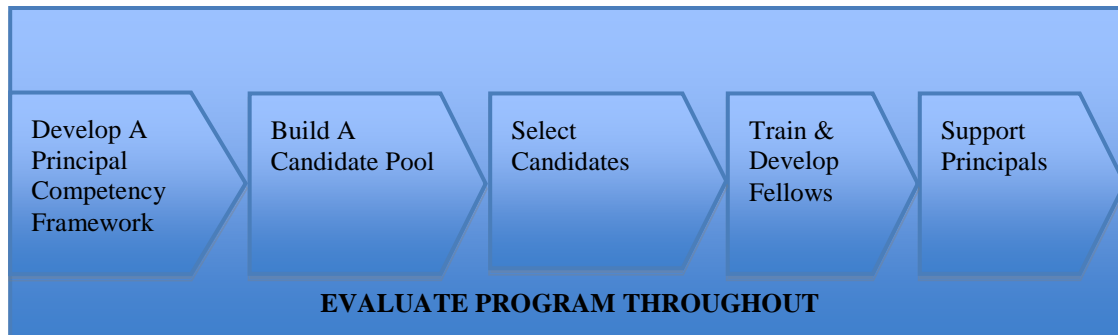 Develop A
Principal
Competency
Framework
Build A
Candidate Pool
Select
Candidates
Train &
Develop
Fellows
Support
Principals
EVALUATE PROGRAM THROUGHOUT